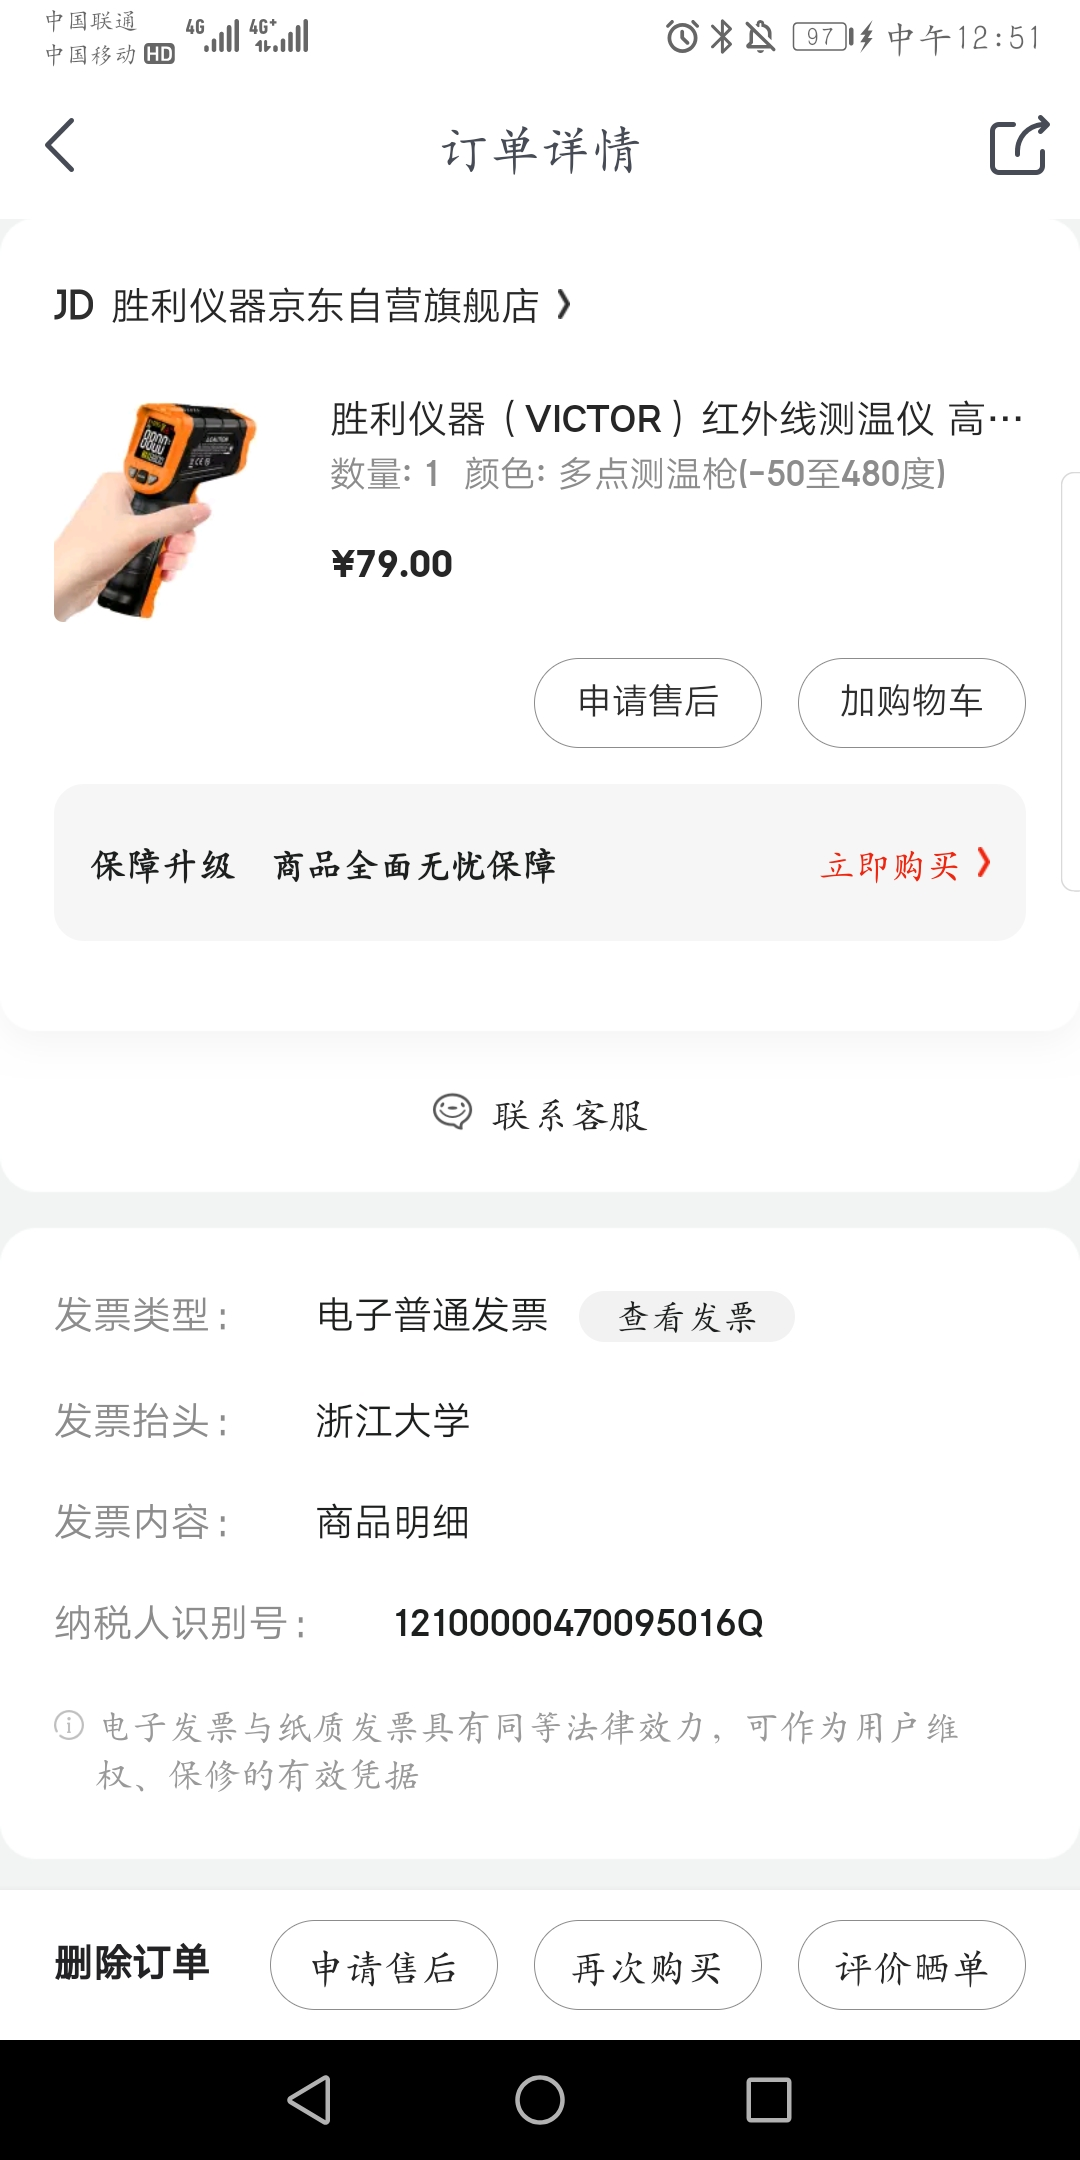 中国联通
中国移动 HD 4G 4G+ 97 中午12:51
订单详情
JD 胜利仪器京东自营旗舰店
胜利仪器（VICTOR）红外线测温仪 高…
数量: 1 颜色: 多点测温枪(-50至480度)
¥79.00
申请售后 加购物车
保障升级 商品全面无忧保障 立即购买
联系客服
发票类型: 电子普通发票 查看发票
发票抬头: 浙江大学
发票内容: 商品明细
纳税人识别号: 12100000470095016Q
电子发票与纸质发票具有同等法律效力，可作为用户维
权、保修的有效凭据
删除订单 申请售后 再次购买 评价晒单